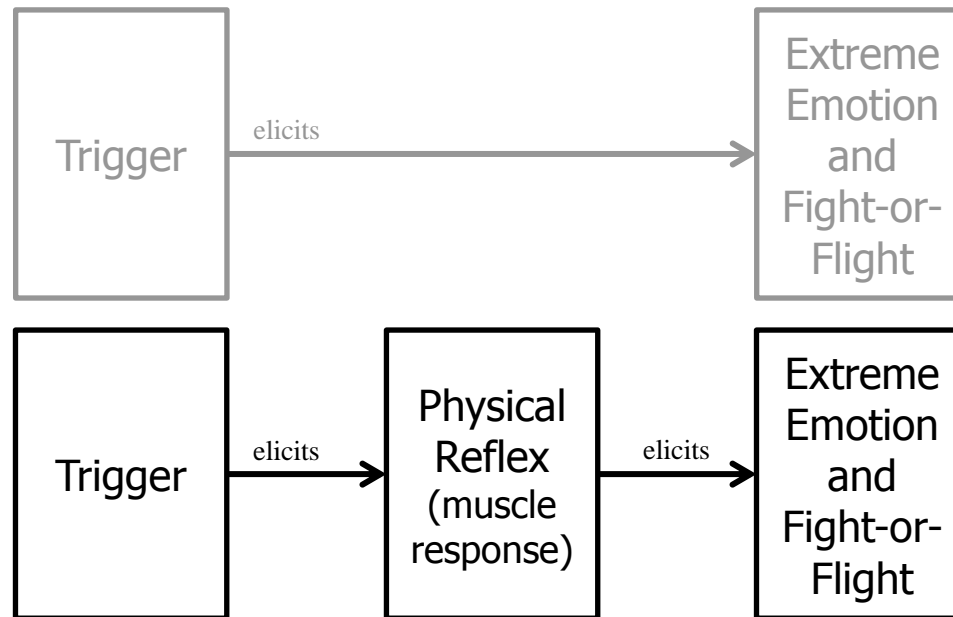 Trigger
elicits
Extreme
Emotion
and
Fight-or-
Flight
Trigger
elicits
Physical
Reflex
(muscle
response)
elicits
Extreme
Emotion
and
Fight-or-
Flight